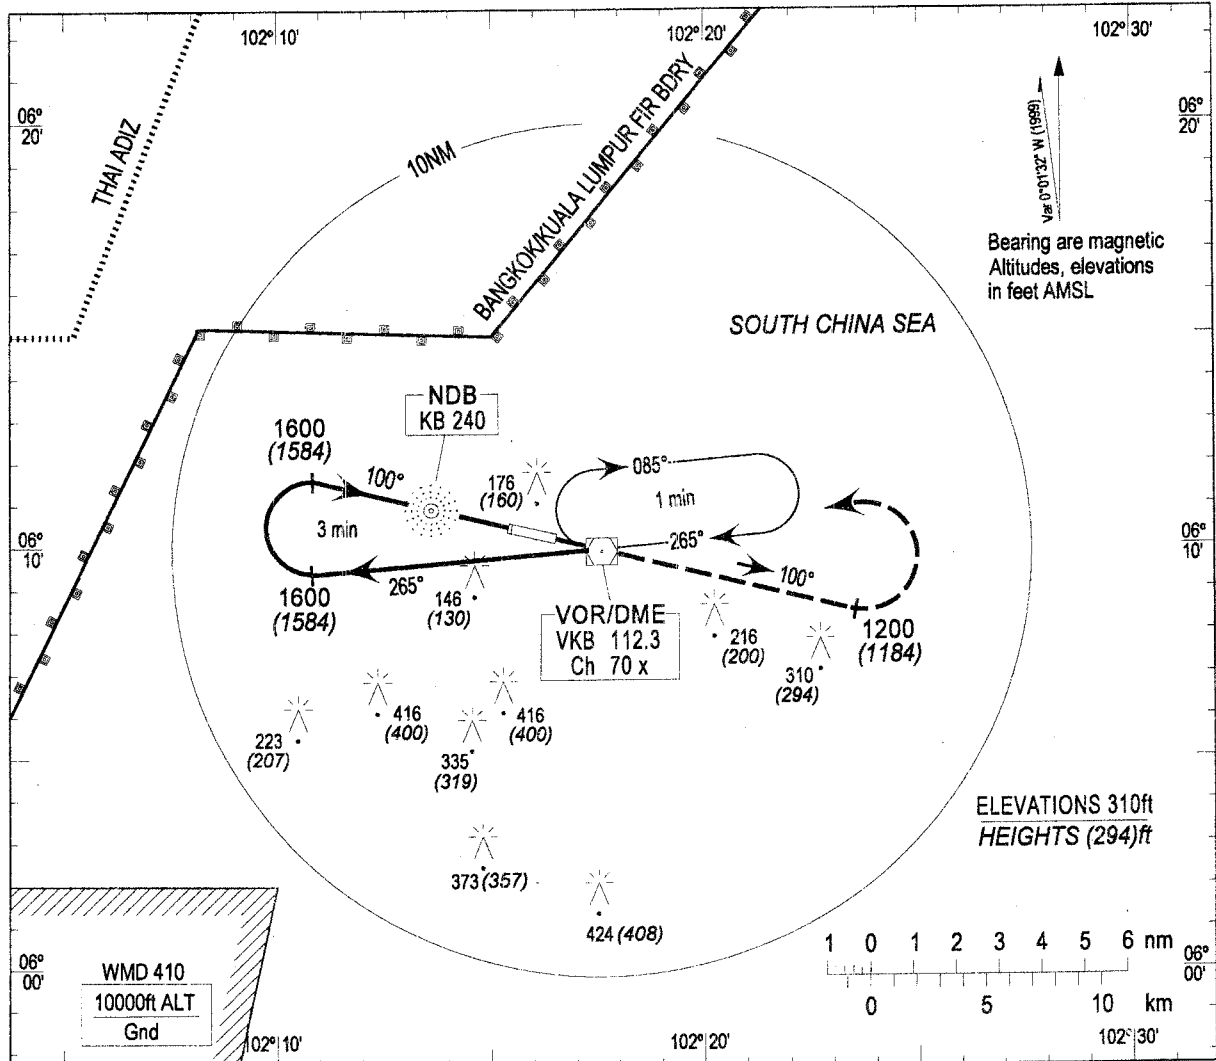 102° 10'
102° 20'
102° 30'
06°
20'
06°
20'
THAI ADIZ
10NM
BANGKOK/KUALA LUMPUR FIR BDRY
Var 0°01'32" W (1999)
Bearing are magnetic
Altitudes, elevations
in feet AMSL
SOUTH CHINA SEA
NDB
KB 240
1600
(1584)
100°
176
(160)
085°
1 min
3 min
265°
06°
10'
06°
10'
265°
100°
1600
(1584)
146
(130)
VOR/DME
VKB 112.3
Ch 70 x
216
(200)
1200
(1184)
310
(294)
416
(400)
416
(400)
223
(207)
335
(319)
ELEVATIONS 310ft
HEIGHTS (294)ft
373 (357)
424 (408)
1 0 1 2 3 4 5 6 nm
06°
00'
06°
00'
WMD 410
10000ft ALT
Gnd
0 5 10 km
102° 10'
102° 20'
102° 30'